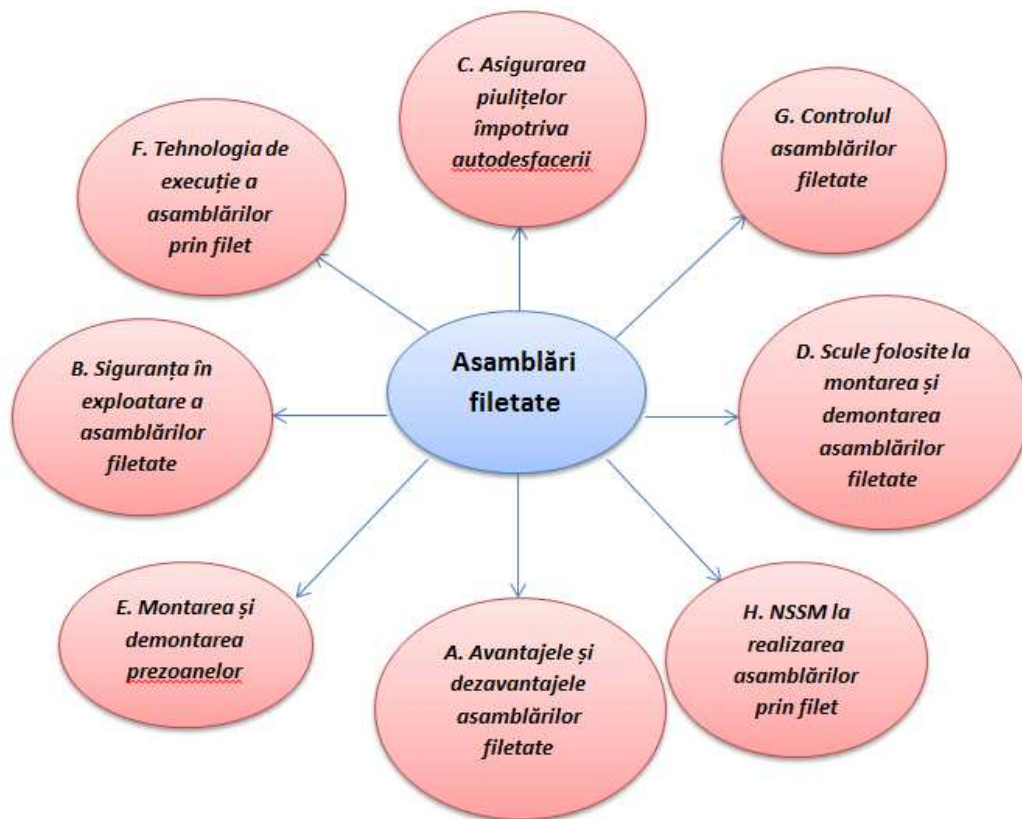 C. Asigurarea
piulițelor
împotriva
autodesfacerii
G. Controlul
asamblărilor
filetate
F. Tehnologia de
execuție a
asamblărilor
prin filet
Asamblări
filetate
D. Scule folosite la
montarea și
demontarea
asamblărilor
filetate
B. Siguranța în
exploatare a
asamblărilor
filetate
E. Montarea și
demontarea
prezoanelor
A. Avantajele și
dezavantajele
asamblărilor
filetate
H. NSSM la
realizarea
asamblărilor
prin filet